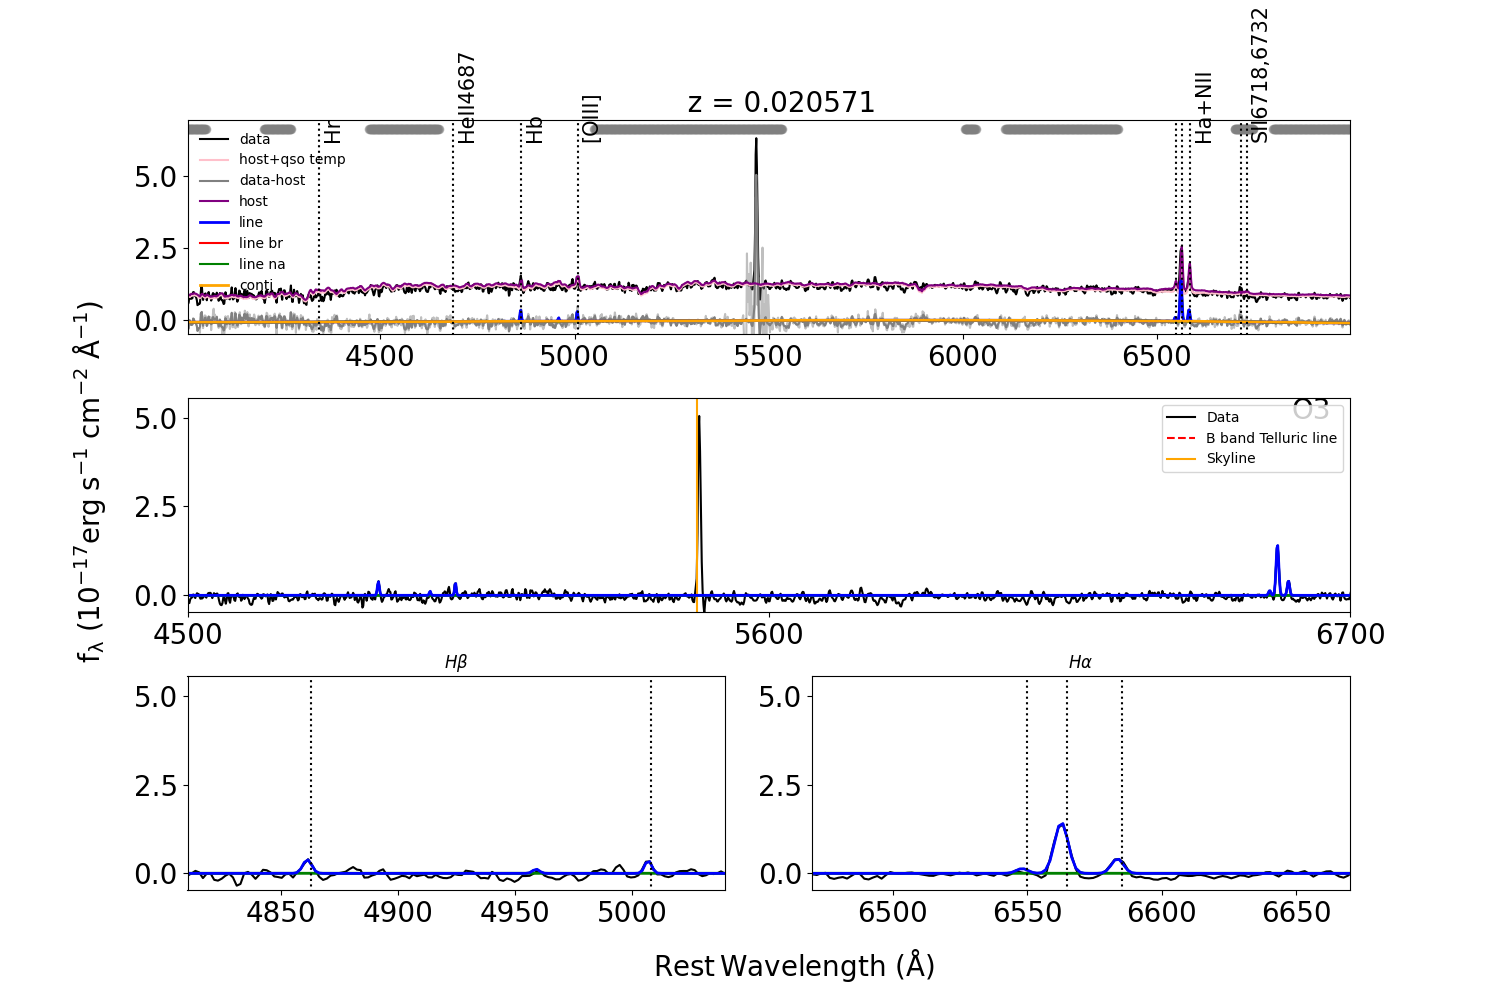 z = 0.020571
Hr
HeII4687
Hb
[OIII]
Ha+NII
SII6718,6732
data
host+qso temp
data-host
host
line
line br
line na
conti
5.0
2.5
0.0
4500
5000
5500
6000
6500
O3
Data
B band Telluric line
Skyline
5.0
2.5
0.0
4500
5600
6700
fλ (10⁻¹⁷erg s⁻¹ cm⁻² Å⁻¹)
Hβ
5.0
2.5
0.0
4850
4900
4950
5000
Hα
5.0
2.5
0.0
6500
6550
6600
6650
Rest Wavelength (Å)